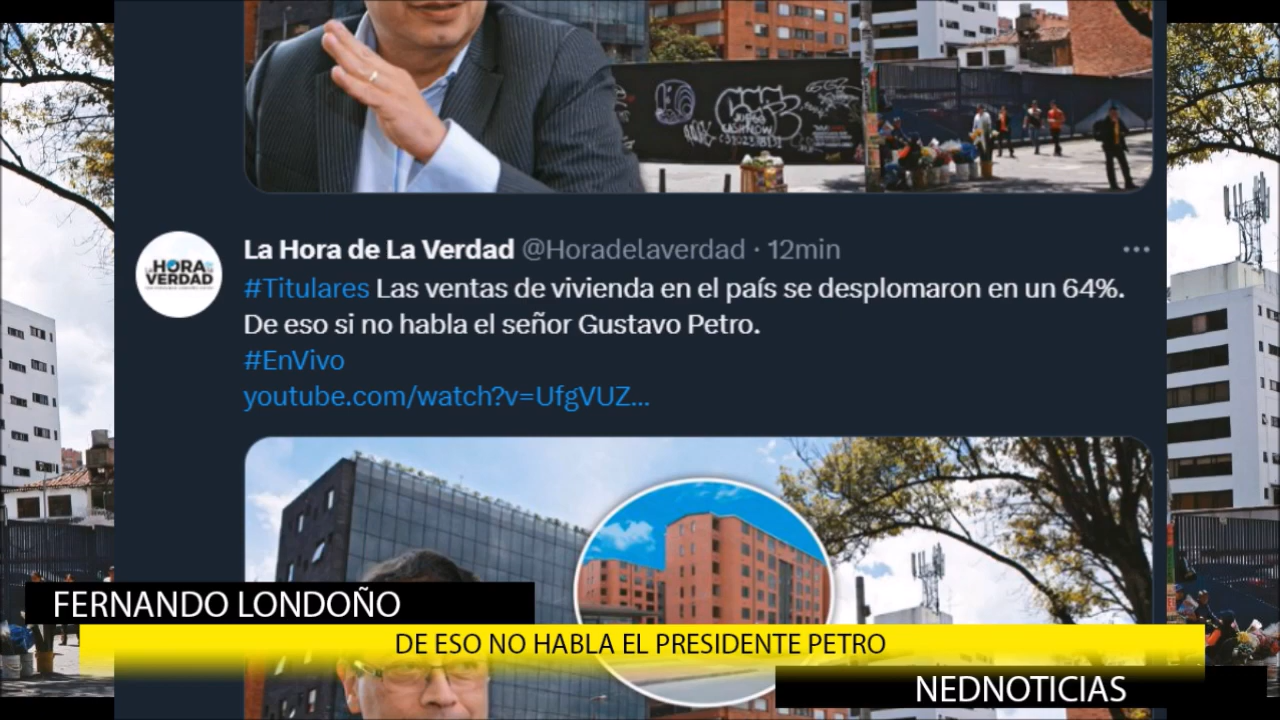 La Hora de La Verdad @Horadelaverdad · 12min
HORA
VERDAD
#Titulares Las ventas de vivienda en el país se desplomaron en un 64%.
De eso si no habla el señor Gustavo Petro.
#EnVivo
youtube.com/watch?v=UfgVUZ...
FERNANDO LONDOÑO
DE ESO NO HABLA EL PRESIDENTE PETRO
NEDNOTICIAS